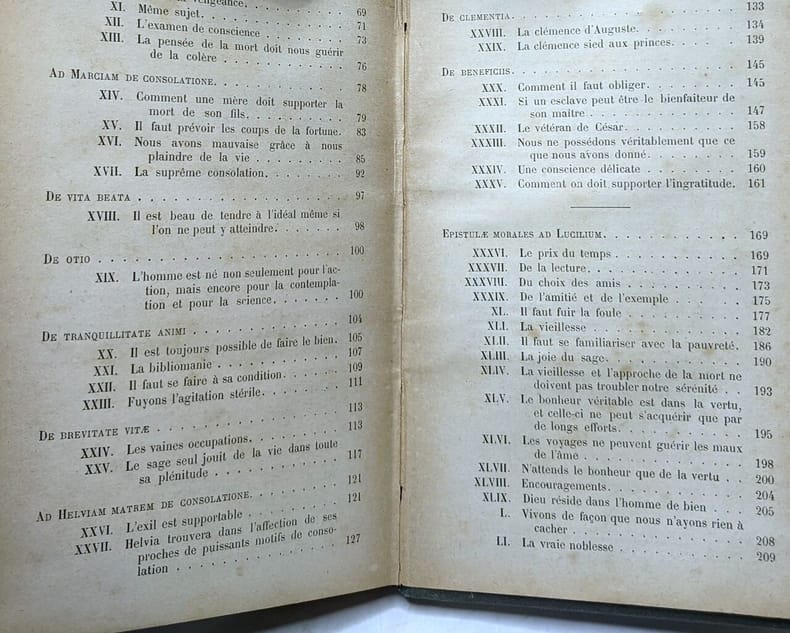 vengeance.
XI. Même sujet. 69
XII. L'examen de conscience 71
XIII. La pensée de la mort doit nous guérir 73
de la colère 76
AD MARCIAM DE CONSOLATIONE. 78
XIV. Comment une mère doit supporter la
mort de son fils. 79
XV. Il faut prévoir les coups de la fortune. 83
XVI. Nous avons mauvaise grâce à nous
plaindre de la vie 85
XVII. La suprême consolation. 92
DE VITA BEATA 97
XVIII. Il est beau de tendre à l'idéal même si
l'on ne peut y atteindre. 98
DE OTIO 100
XIX. L'homme est né non seulement pour l'ac-
tion, mais encore pour la contempla-
tion et pour la science. 100
DE TRANQUILLITATE ANIMI 104
XX. Il est toujours possible de faire le bien. 105
XXI. La bibliomanie 107
XXII. Il faut se faire à sa condition. 109
XXIII. Fuyons l'agitation stérile. 111
DE BREVITATE VITÆ 113
XXIV. Les vaines occupations. 113
XXV. Le sage seul jouit de la vie dans toute
sa plénitude 117
AD HELVIAM MATREM DE CONSOLATIONE. 121
XXVI. L'exil est supportable 121
XXVII. Helvia trouvera dans l'affection de ses
proches de puissants motifs de conso-
lation 127
DE CLEMENTIA. 133
XXVIII. La clémence d'Auguste. 134
XXIX. La clémence sied aux princes. 139
DE BENEFICIIS. 145
XXX. Comment il faut obliger. 145
XXXI. Si un esclave peut être le bienfaiteur de
son maître. 147
XXXII. Le vétéran de César. 158
XXXIII. Nous ne possédons véritablement que ce
que nous avons donné. 159
XXXIV. Une conscience délicate 160
XXXV. Comment on doit supporter l'ingratitude. 161
EPISTULÆ MORALES AD LUCILIUM. 169
XXXVI. Le prix du temps 169
XXXVII. De la lecture. 171
XXXVIII. Du choix des amis 173
XXXIX. De l'amitié et de l'exemple 175
XL. Il faut fuir la foule 177
XLI. La vieillesse 182
XLII. Il faut se familiariser avec la pauvreté. 186
XLIII. La joie du sage. 190
XLIV. La vieillesse et l'approche de la mort ne
doivent pas troubler notre sérénité 193
XLV. Le bonheur véritable est dans la vertu,
et celle-ci ne peut s'acquérir que par
de longs efforts. 195
XLVI. Les voyages ne peuvent guérir les maux
de l'âme 198
XLVII. N'attends le bonheur que de la vertu 200
XLVIII. Encouragements. 204
XLIX. Dieu réside dans l'homme de bien 205
L. Vivons de façon que nous n'ayons rien à
cacher 208
LI. La vraie noblesse 209